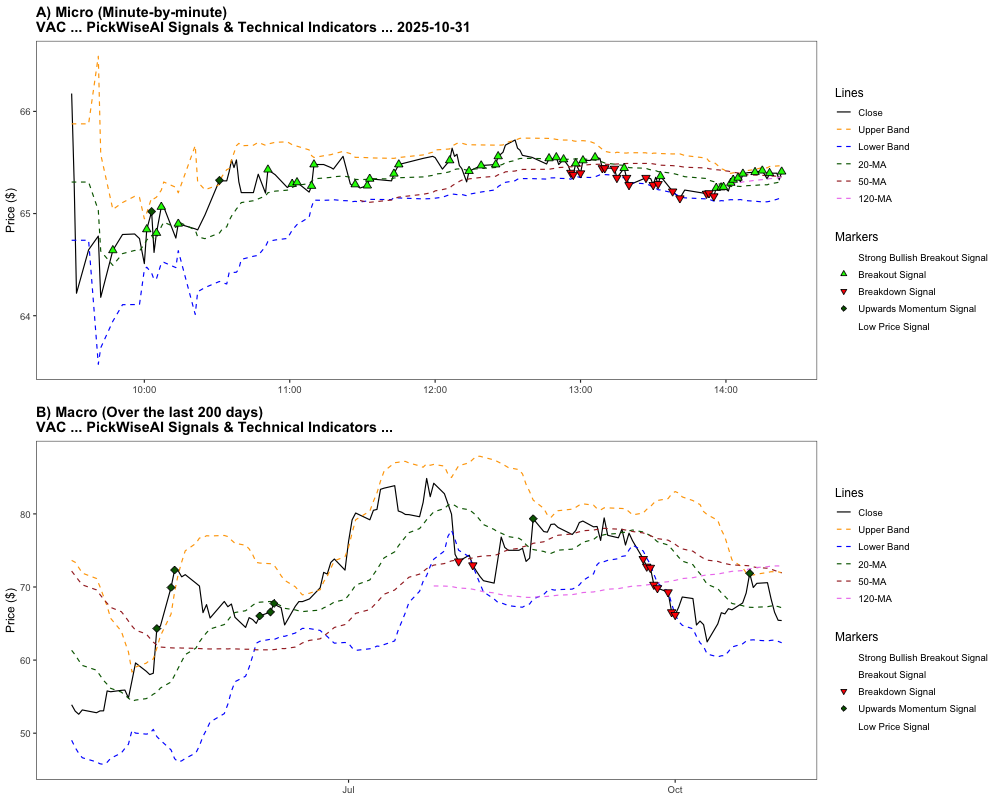 A) Micro (Minute-by-minute)
VAC ... PickWiseAI Signals & Technical Indicators ... 2025-10-31
Price ($)
66
65
64
10:00
11:00
12:00
13:00
14:00
Lines
Close
Upper Band
Lower Band
20-MA
50-MA
120-MA
Markers
Strong Bullish Breakout Signal
Breakout Signal
Breakdown Signal
Upwards Momentum Signal
Low Price Signal
B) Macro (Over the last 200 days)
VAC ... PickWiseAI Signals & Technical Indicators ...
Price ($)
80
70
60
50
Jul
Oct
Lines
Close
Upper Band
Lower Band
20-MA
50-MA
120-MA
Markers
Strong Bullish Breakout Signal
Breakout Signal
Breakdown Signal
Upwards Momentum Signal
Low Price Signal